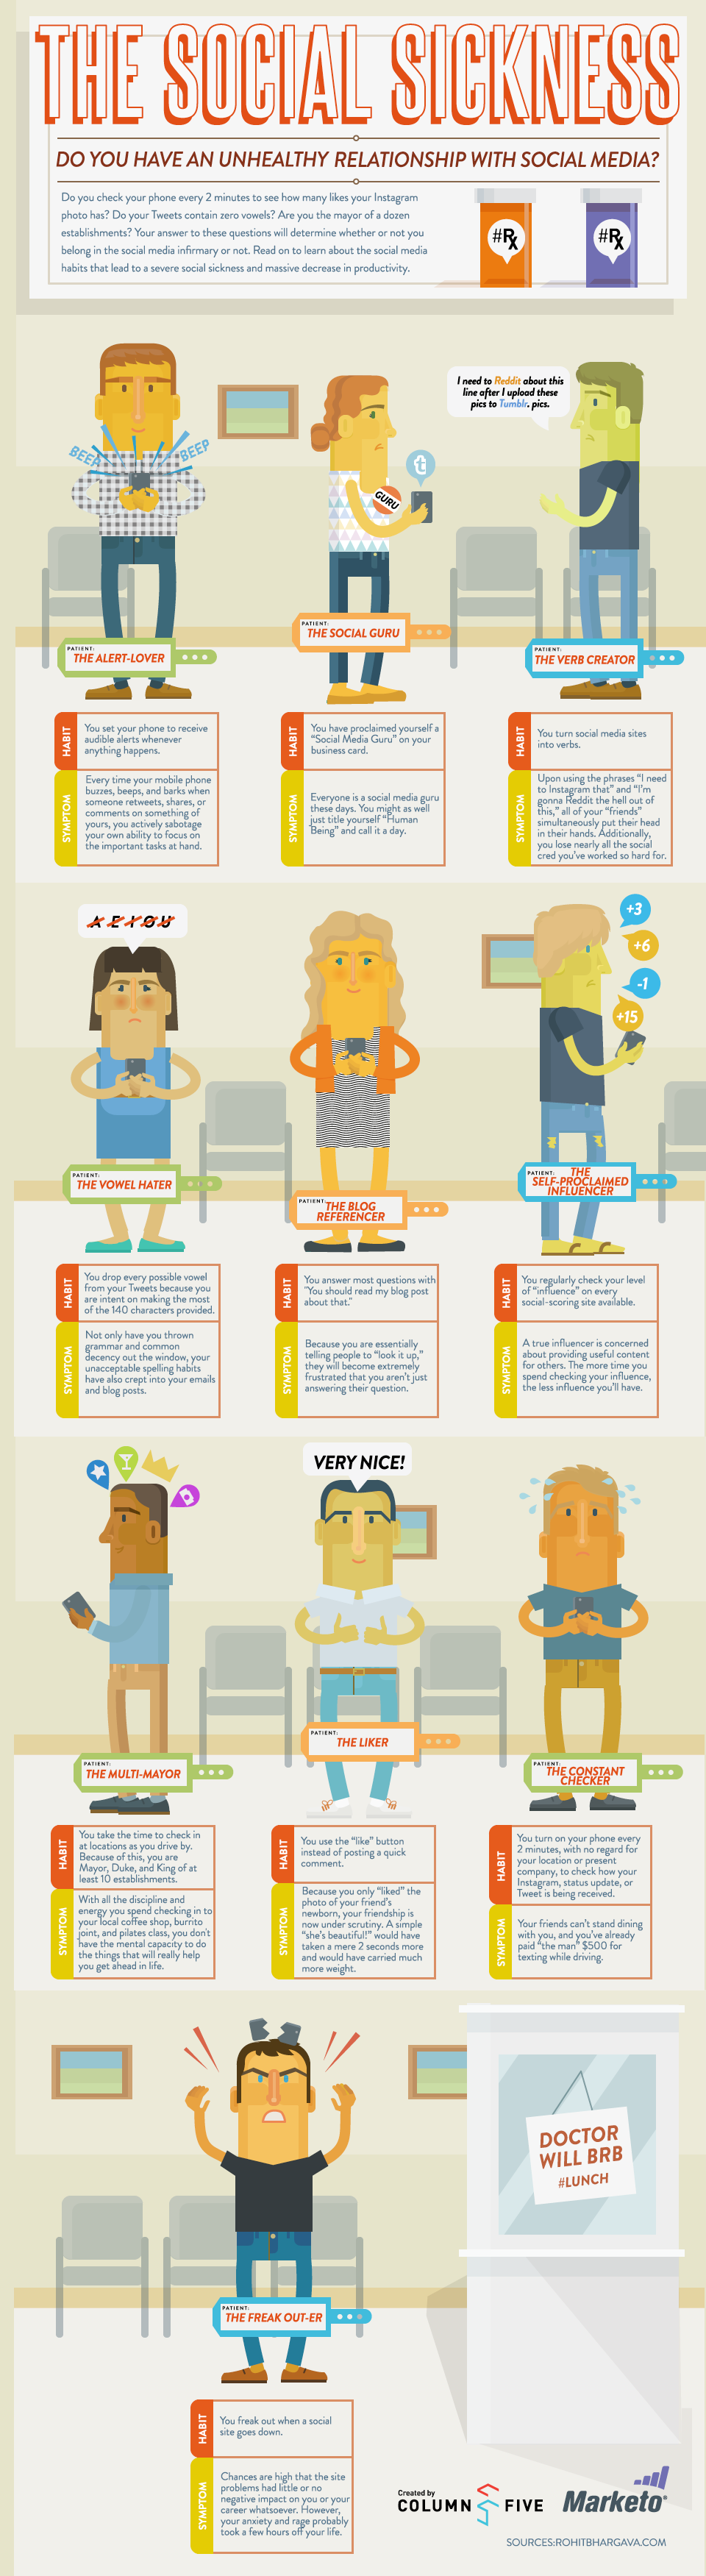 THE SOCIAL SICKNESS
DO YOU HAVE AN UNHEALTHY RELATIONSHIP WITH SOCIAL MEDIA?
Do you check your phone every 2 minutes to see how many likes your Instagram
photo has? Do your Tweets contain zero vowels? Are you the mayor of a dozen
establishments? Your answer to these questions will determine whether or not you
belong in the social media infirmary or not. Read on to learn about the social media
habits that lead to a severe social sickness and massive decrease in productivity.
#Rx
#Rx
BEEP
BEEP
t
GURU
I need to Reddit about this
line after I upload these
pics to Tumblr. pics.
PATIENT:
THE ALERT-LOVER
HABIT
You set your phone to receive
audible alerts whenever
anything happens.
SYMPTOM
Every time your mobile phone
buzzes, beeps, and barks when
someone retweets, shares, or
comments on something of
yours, you actively sabotage
your own ability to focus on
the important tasks at hand.
PATIENT:
THE SOCIAL GURU
HABIT
You have proclaimed yourself a
“Social Media Guru” on your
business card.
SYMPTOM
Everyone is a social media guru
these days. You might as well
just title yourself “Human
Being” and call it a day.
PATIENT:
THE VERB CREATOR
HABIT
You turn social media sites
into verbs.
SYMPTOM
Upon using the phrases “I need
to Instagram that” and “I’m
gonna Reddit the hell out of
this,” all of your “friends”
simultaneously put their head
in their hands. Additionally,
you lose nearly all the social
cred you’ve worked so hard for.
A E I O U
PATIENT:
THE VOWEL HATER
HABIT
You drop every possible vowel
from your Tweets because you
are intent on making the most
of the 140 characters provided.
SYMPTOM
Not only have you thrown
grammar and common
decency out the window, your
unacceptable spelling habits
have also crept into your emails
and blog posts.
PATIENT:
THE BLOG
REFERENCER
HABIT
You answer most questions with
"You should read my blog post
about that."
SYMPTOM
Because you are essentially
telling people to “look it up,”
they will become extremely
frustrated that you aren’t just
answering their question.
+3
+6
-1
+15
PATIENT:
THE
SELF-PROCLAIMED
INFLUENCER
HABIT
You regularly check your level
of “influence” on every
social-scoring site available.
SYMPTOM
A true influencer is concerned
about providing useful content
for others. The more time you
spend checking your influence,
the less influence you’ll have.
PATIENT:
THE MULTI-MAYOR
HABIT
You take the time to check in
at locations as you drive by.
Because of this, you are
Mayor, Duke, and King of at
least 10 establishments.
SYMPTOM
With all the discipline and
energy you spend checking in to
your local coffee shop, burrito
joint, and pilates class, you don't
have the mental capacity to do
the things that will really help
you get ahead in life.
VERY NICE!
PATIENT:
THE LIKER
HABIT
You use the “like” button
instead of posting a quick
comment.
SYMPTOM
Because you only “liked” the
photo of your friend’s
newborn, your friendship is
now under scrutiny. A simple
“she’s beautiful!” would have
taken a mere 2 seconds more
and would have carried much
more weight.
PATIENT:
THE CONSTANT
CHECKER
HABIT
You turn on your phone every
2 minutes, with no regard for
your location or present
company, to check how your
Instagram, status update, or
Tweet is being received.
SYMPTOM
Your friends can’t stand dining
with you, and you’ve already
paid “the man” $500 for
texting while driving.
DOCTOR
WILL BRB
#LUNCH
PATIENT:
THE FREAK OUT-ER
HABIT
You freak out when a social
site goes down.
SYMPTOM
Chances are high that the site
problems had little or no
negative impact on you or your
career whatsoever. However,
your anxiety and rage probably
took a few hours off your life.
Created by
COLUMN FIVE
Marketo
SOURCES:ROHITBHARGAVA.COM